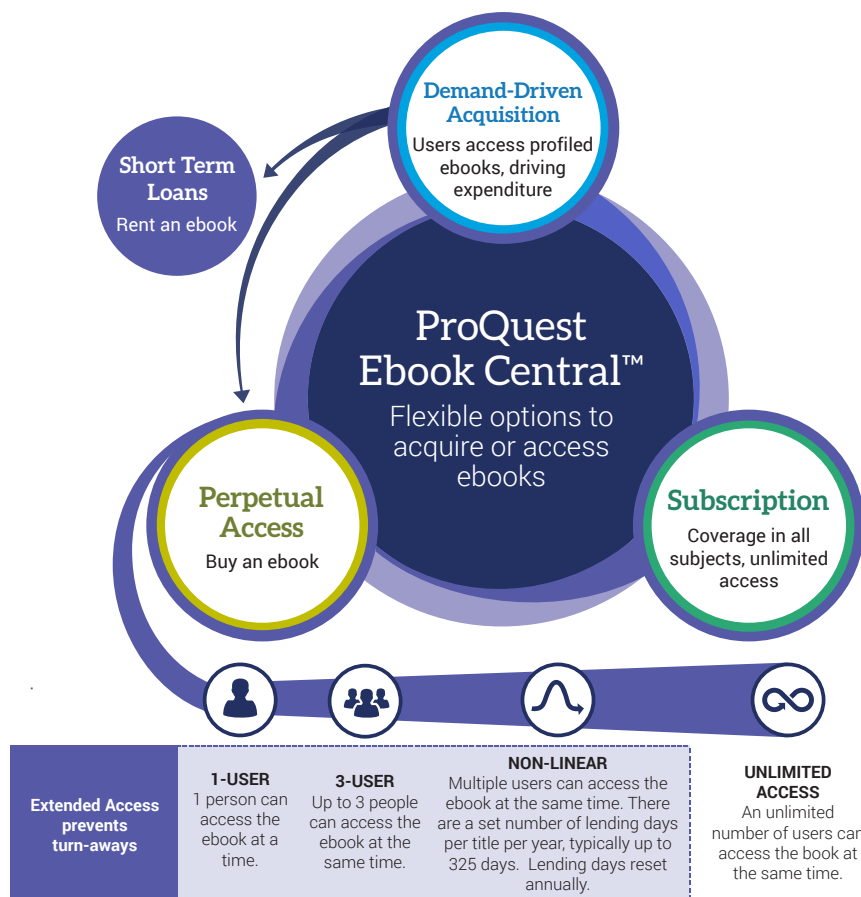 Demand-Driven
Acquisition
Users access profiled
ebooks, driving
expenditure
Short Term
Loans
Rent an ebook
ProQuest
Ebook Central™
Flexible options to
acquire or access
ebooks
Perpetual
Access
Buy an ebook
Subscription
Coverage in all
subjects, unlimited
access
Extended Access
prevents
turn-aways
1-USER
1 person can
access the
ebook at a
time.
3-USER
Up to 3 people
can access the
ebook at the
same time.
NON-LINEAR
Multiple users can access the
ebook at the same time. There
are a set number of lending days
per title per year, typically up to
325 days. Lending days reset
annually.
UNLIMITED
ACCESS
An unlimited
number of users can
access the book at
the same time.